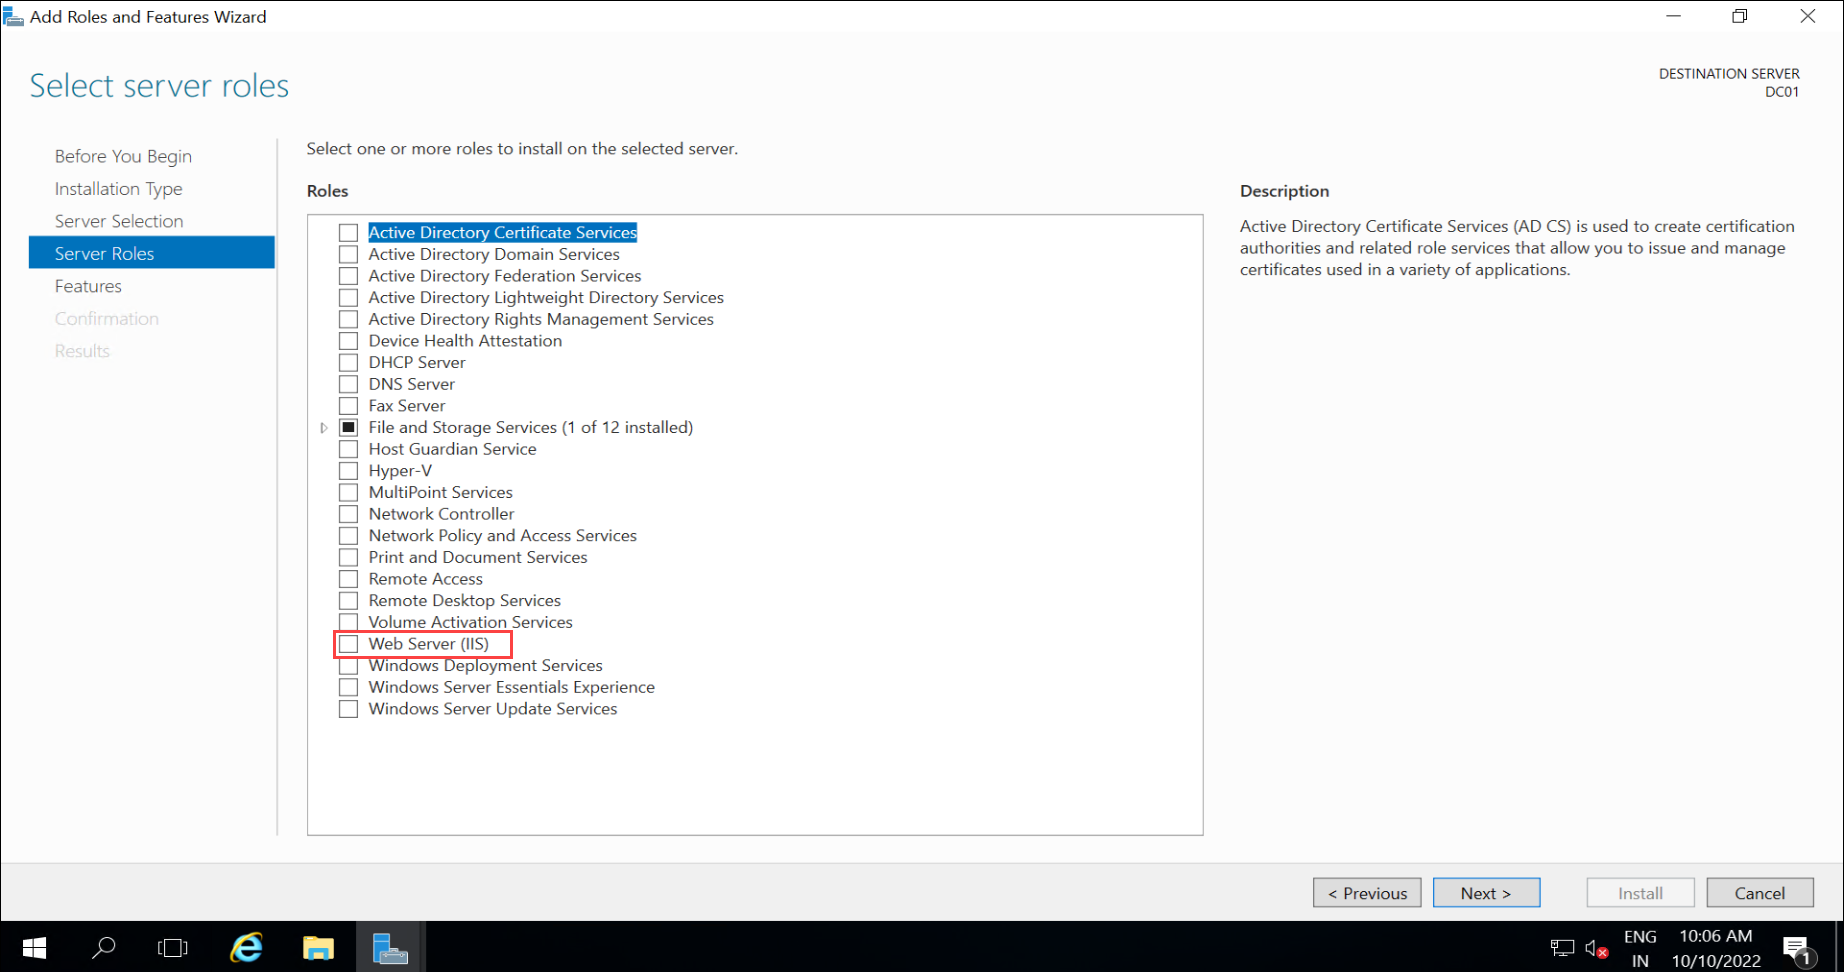 Add Roles and Features Wizard
Select server roles
DESTINATION SERVER
DC01
Before You Begin
Installation Type
Server Selection
Server Roles
Features
Confirmation
Results
Select one or more roles to install on the selected server.
Roles
Active Directory Certificate Services
Active Directory Domain Services
Active Directory Federation Services
Active Directory Lightweight Directory Services
Active Directory Rights Management Services
Device Health Attestation
DHCP Server
DNS Server
Fax Server
File and Storage Services (1 of 12 installed)
Host Guardian Service
Hyper-V
MultiPoint Services
Network Controller
Network Policy and Access Services
Print and Document Services
Remote Access
Remote Desktop Services
Volume Activation Services
Web Server (IIS)
Windows Deployment Services
Windows Server Essentials Experience
Windows Server Update Services
Description
Active Directory Certificate Services (AD CS) is used to create certification
authorities and related role services that allow you to issue and manage
certificates used in a variety of applications.
< Previous
Next >
Install
Cancel
ENG
IN
10:06 AM
10/10/2022
1